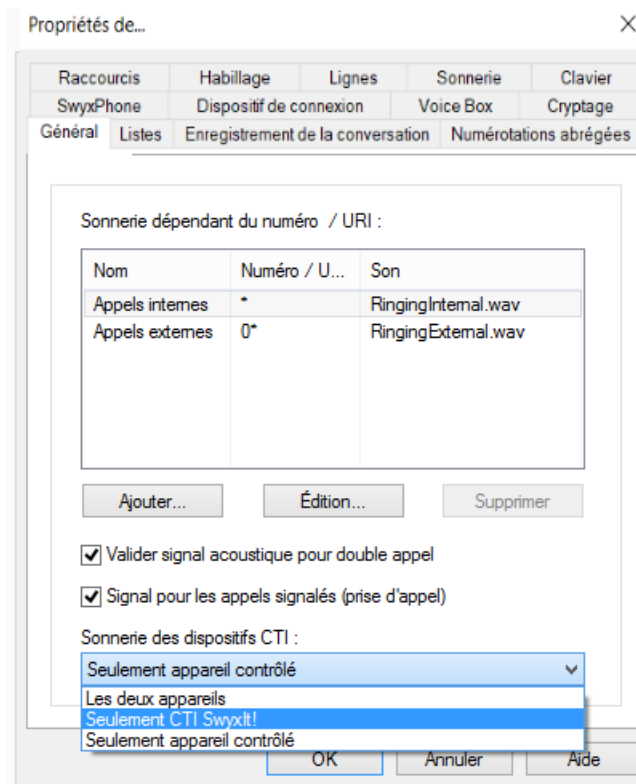 Propriétés de...
Raccourcis Habillage Lignes Sonnerie Clavier
SwyxPhone Dispositif de connexion Voice Box Cryptage
Général Listes Enregistrement de la conversation Numérotations abrégées
Sonnerie dépendant du numéro / URI :
Nom Numéro / U... Son
Appels internes * RingingInternal.wav
Appels externes 0* RingingExternal.wav
Ajouter... Édition... Supprimer
Valider signal acoustique pour double appel
Signal pour les appels signalés (prise d'appel)
Sonnerie des dispositifs CTI :
Seulement appareil contrôlé
Les deux appareils
Seulement CTI SwyxIt!
Seulement appareil contrôlé
OK Annuler Aide